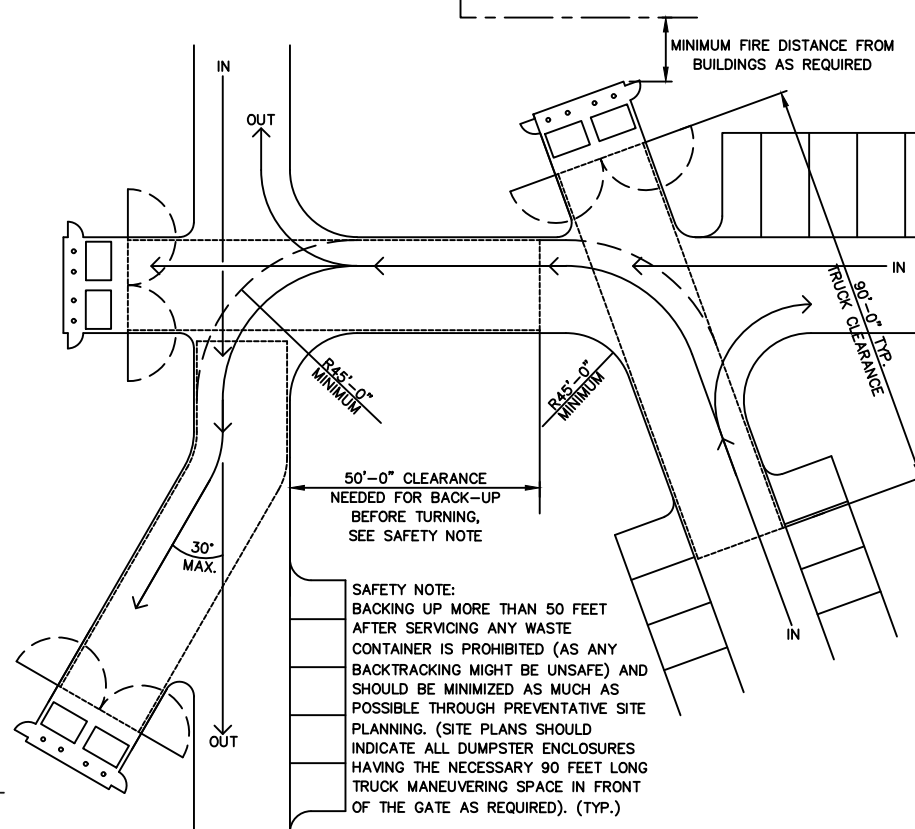 MINIMUM FIRE DISTANCE FROM
BUILDINGS AS REQUIRED
IN
OUT
IN
90'-0" TYP.
TRUCK CLEARANCE
R45'-0"
MINIMUM
R45'-0"
MINIMUM
50'-0" CLEARANCE
NEEDED FOR BACK-UP
BEFORE TURNING,
SEE SAFETY NOTE
30°
MAX.
SAFETY NOTE:
BACKING UP MORE THAN 50 FEET
AFTER SERVICING ANY WASTE
CONTAINER IS PROHIBITED (AS ANY
BACKTRACKING MIGHT BE UNSAFE) AND
SHOULD BE MINIMIZED AS MUCH AS
POSSIBLE THROUGH PREVENTATIVE SITE
PLANNING. (SITE PLANS SHOULD
INDICATE ALL DUMPSTER ENCLOSURES
HAVING THE NECESSARY 90 FEET LONG
TRUCK MANEUVERING SPACE IN FRONT
OF THE GATE AS REQUIRED). (TYP.)
IN
OUT